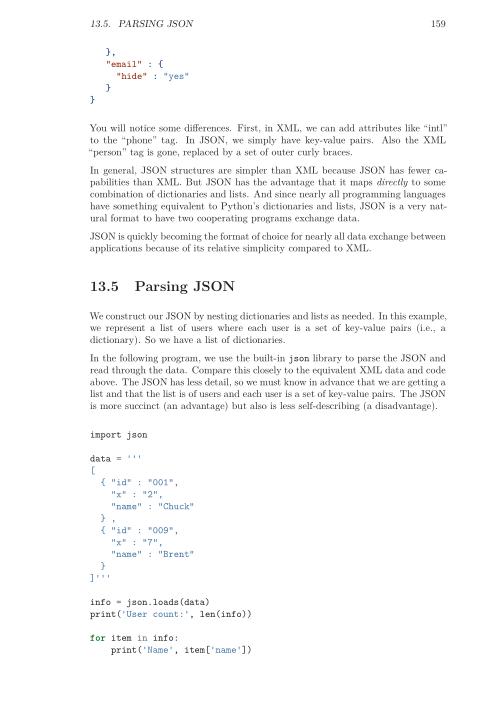 13.5. PARSING JSON 159
},
"email" : {
"hide" : "yes"
}
}
You will notice some differences. First, in XML, we can add attributes like “intl”
to the “phone” tag. In JSON, we simply have key-value pairs. Also the XML
“person” tag is gone, replaced by a set of outer curly braces.
In general, JSON structures are simpler than XML because JSON has fewer ca-
pabilities than XML. But JSON has the advantage that it maps directly to some
combination of dictionaries and lists. And since nearly all programming languages
have something equivalent to Python’s dictionaries and lists, JSON is a very nat-
ural format to have two cooperating programs exchange data.
JSON is quickly becoming the format of choice for nearly all data exchange between
applications because of its relative simplicity compared to XML.
13.5 Parsing JSON
We construct our JSON by nesting dictionaries and lists as needed. In this example,
we represent a list of users where each user is a set of key-value pairs (i.e., a
dictionary). So we have a list of dictionaries.
In the following program, we use the built-in json library to parse the JSON and
read through the data. Compare this closely to the equivalent XML data and code
above. The JSON has less detail, so we must know in advance that we are getting a
list and that the list is of users and each user is a set of key-value pairs. The JSON
is more succinct (an advantage) but also is less self-describing (a disadvantage).
import json
data = '''
[
{ "id" : "001",
"x" : "2",
"name" : "Chuck"
} ,
{ "id" : "009",
"x" : "7",
"name" : "Brent"
}
]'''
info = json.loads(data)
print('User count:', len(info))
for item in info:
print('Name', item['name'])